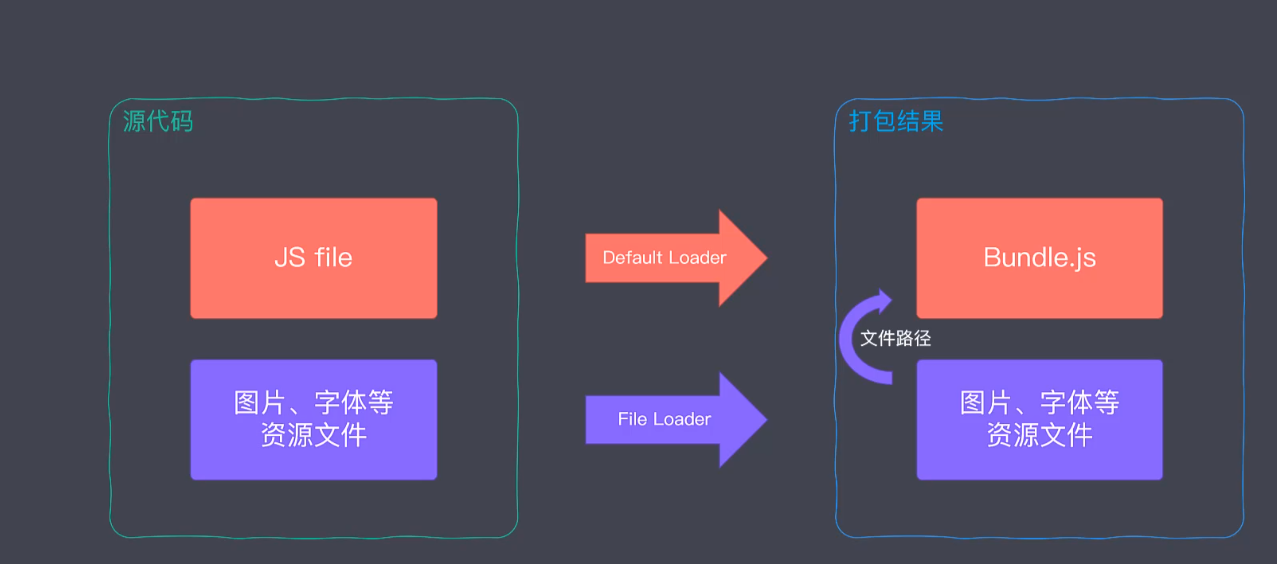 源代码
打包结果
JS file
Default Loader
Bundle.js
文件路径
图片、字体等
资源文件
File Loader
图片、字体等
资源文件